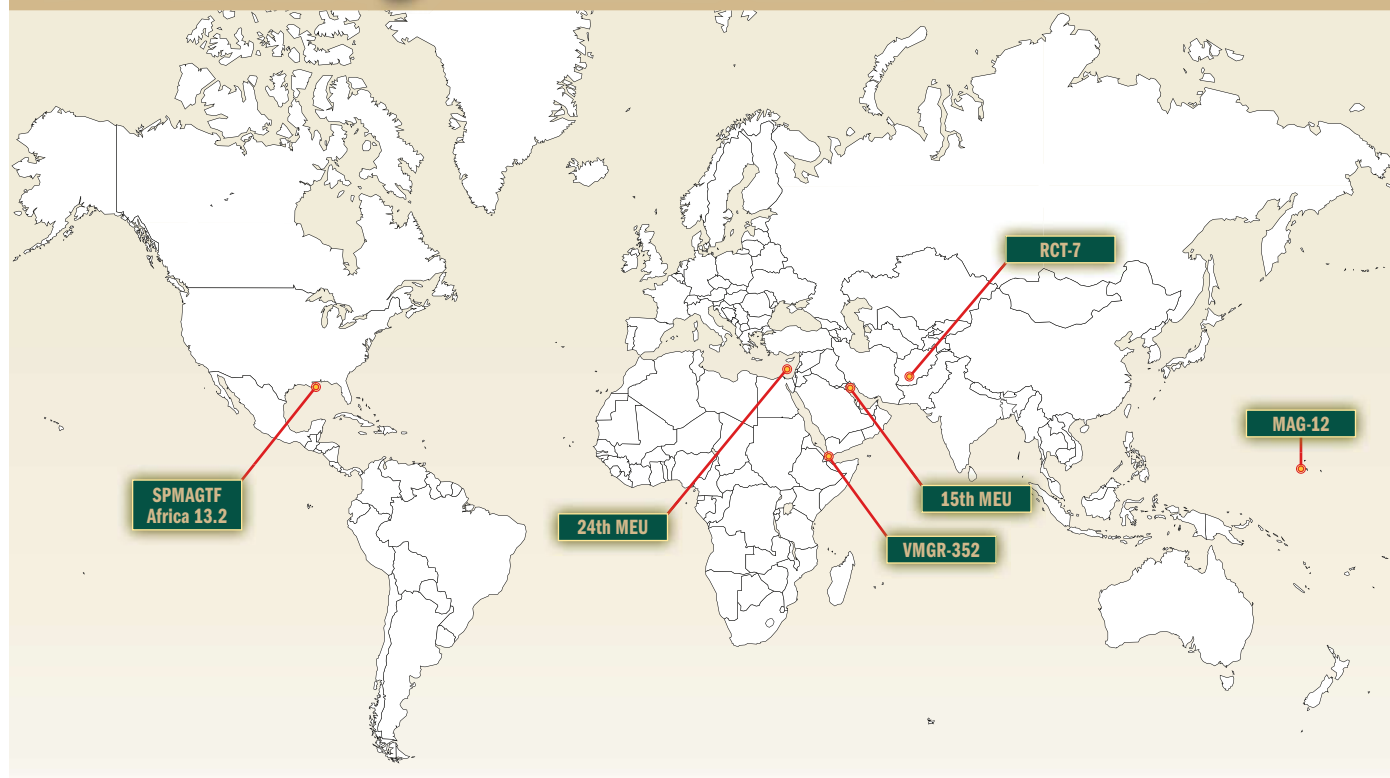 RCT-7
MAG-12
SPMAGTF
Africa 13.2
15th MEU
24th MEU
VMGR-352